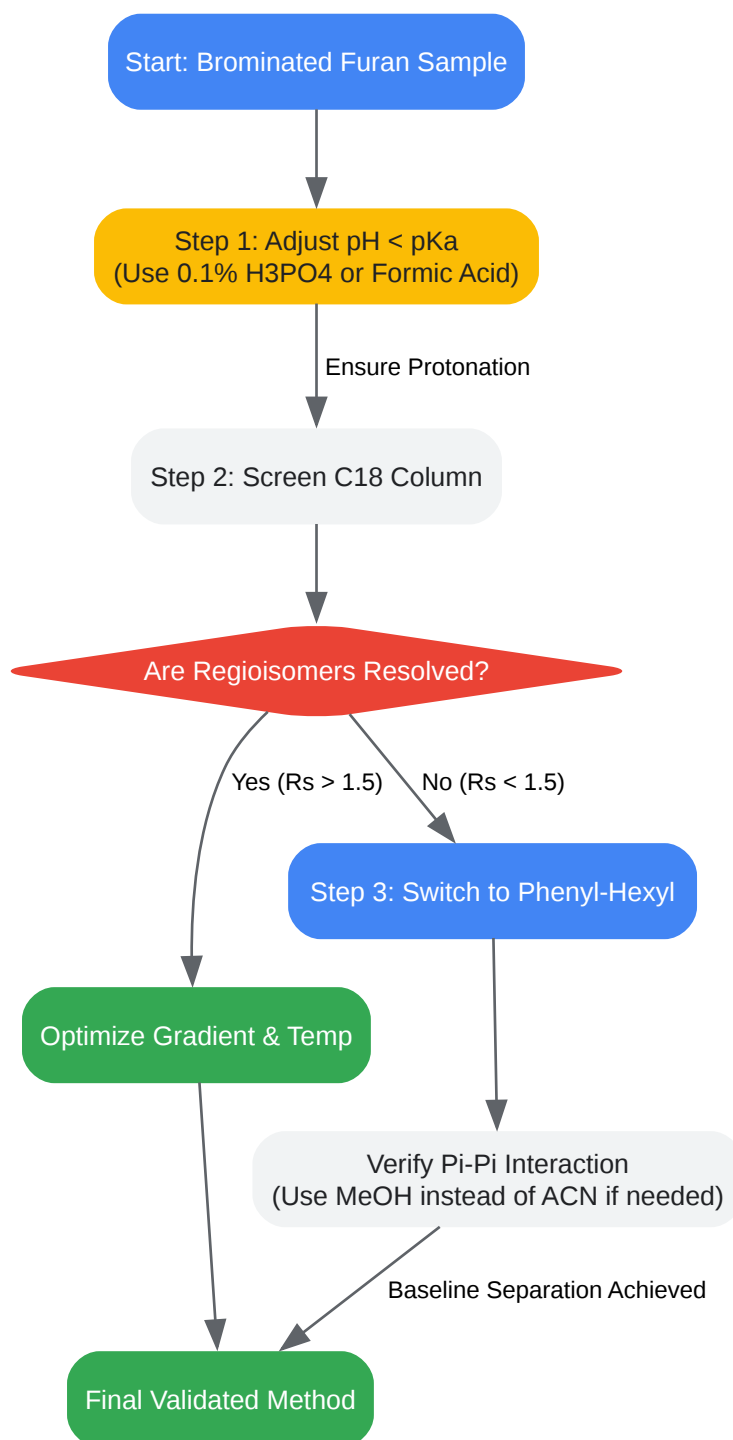 Start: Brominated Furan Sample
Step 1: Adjust pH < pKa
(Use 0.1% H3PO4 or Formic Acid)
Ensure Protonation
Step 2: Screen C18 Column
Are Regioisomers Resolved?
Yes (Rs > 1.5)
No (Rs < 1.5)
Step 3: Switch to Phenyl-Hexyl
Optimize Gradient & Temp
Verify Pi-Pi Interaction
(Use MeOH instead of ACN if needed)
Baseline Separation Achieved
Final Validated Method